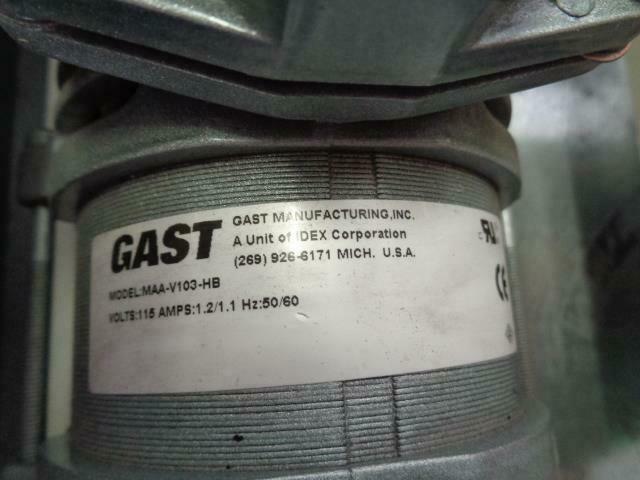 GAST
GAST MANUFACTURING,INC.
A Unit of IDEX Corporation
(269) 926-6171 MICH. U.S.A.
MODEL:MAA-V103-HB
VOLTS:115 AMPS:1.2/1.1 Hz:50/60
CE